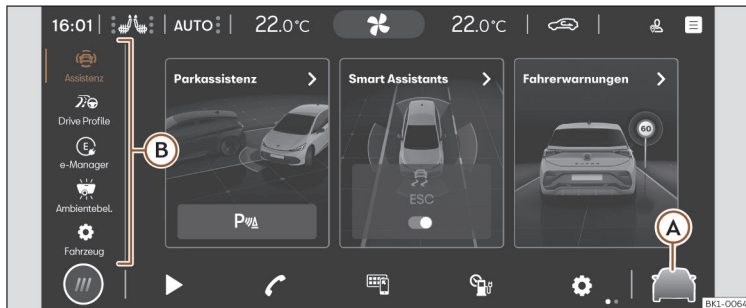 16:01 AUTO 22.0°C 22.0°C
Assistenz
Drive Profile
E
e-Manager
Ambientebel.
Fahrzeug
B
Parkassistenz
P
Smart Assistants
ESC
Fahrerwarnungen
60
A
BK1-0064